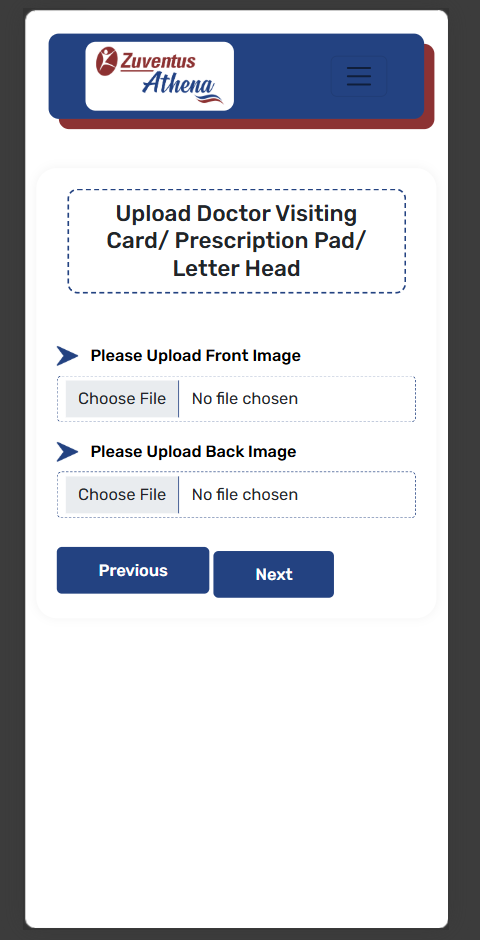 Zuventus
Athena
Upload Doctor Visiting
Card/ Prescription Pad/
Letter Head
Please Upload Front Image
Choose File No file chosen
Please Upload Back Image
Choose File No file chosen
Previous Next